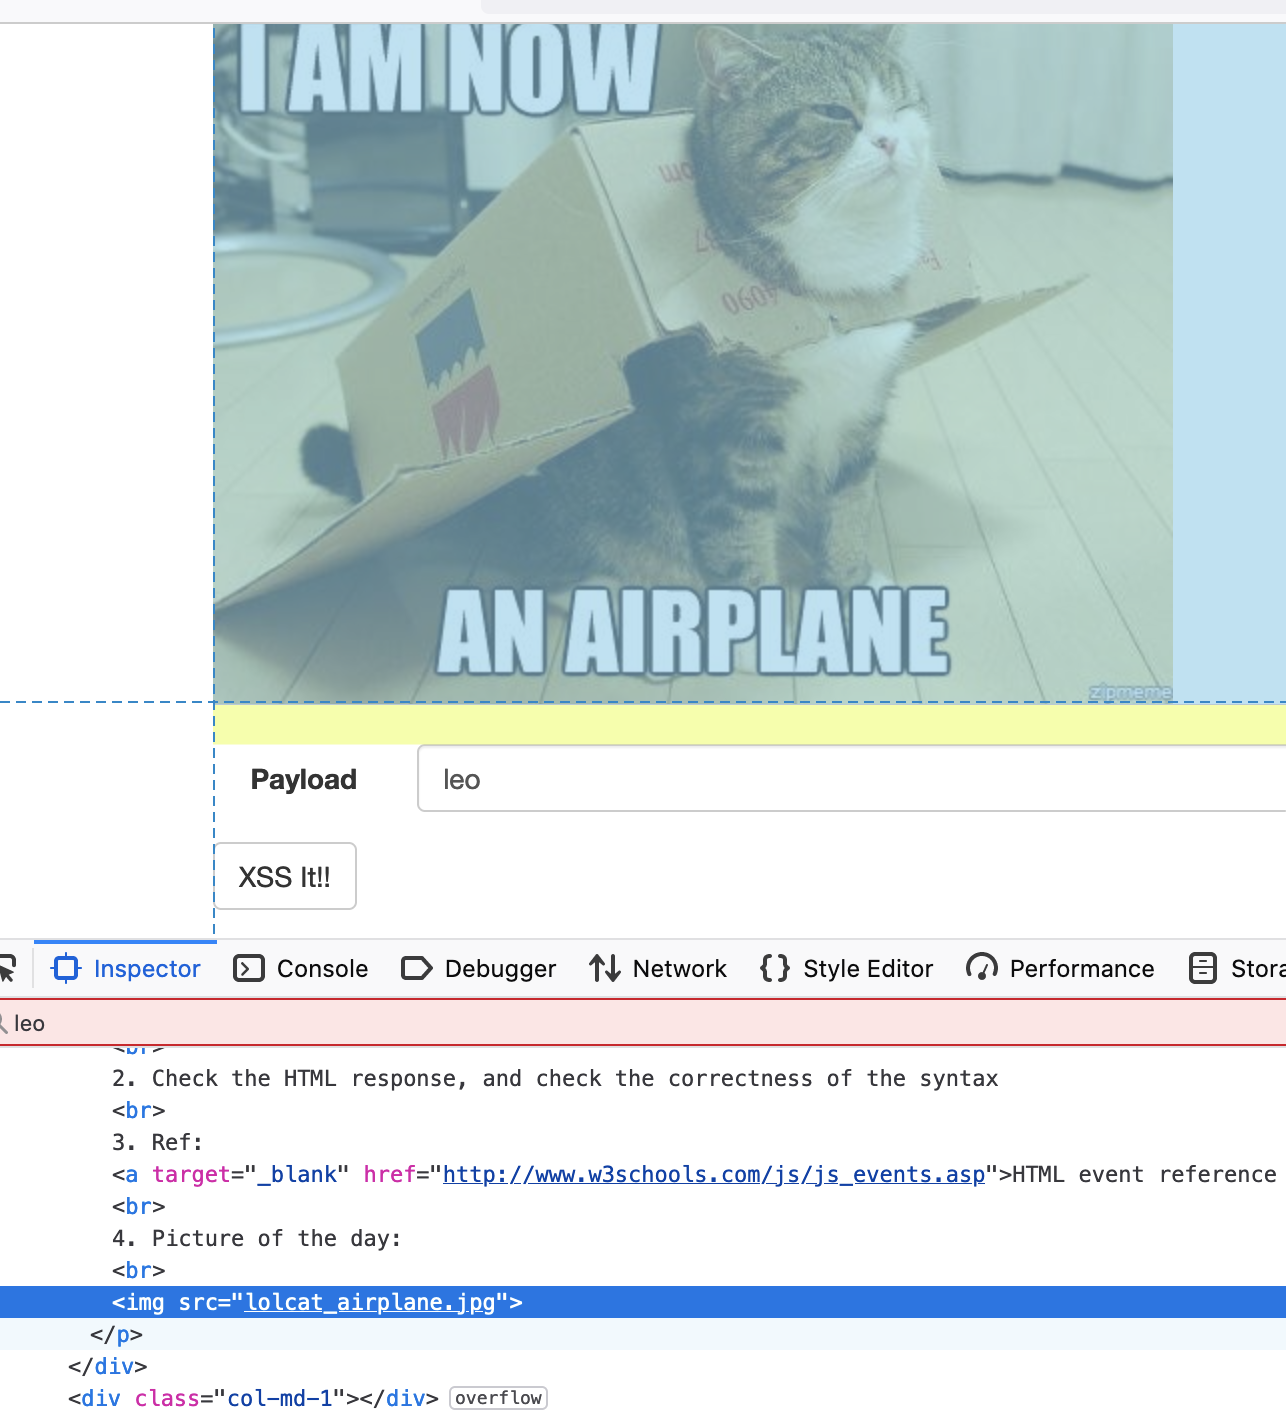 I AM NOW
4090
AN AIRPLANE
zipmeme
Payload leo
XSS It!!
Inspector Console Debugger Network Style Editor Performance
leo
<br>
2. Check the HTML response, and check the correctness of the syntax
<br>
3. Ref:
<a target="_blank" href="http://www.w3schools.com/js/js_events.asp">HTML event reference
<br>
4. Picture of the day:
<br>
<img src="lolcat_airplane.jpg">
</p>
</div>
<div class="col-md-1"></div> overflow